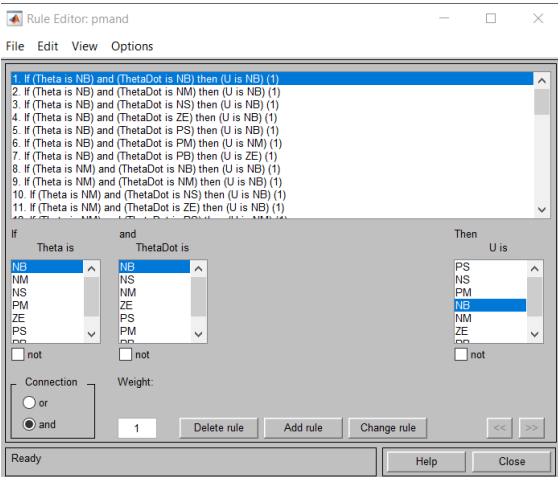 Rule Editor: pmand
File Edit View Options
1. If (Theta is NB) and (ThetaDot is NB) then (U is NB) (1)
2. If (Theta is NB) and (ThetaDot is NM) then (U is NB) (1)
3. If (Theta is NB) and (ThetaDot is NS) then (U is NB) (1)
4. If (Theta is NB) and (ThetaDot is ZE) then (U is NB) (1)
5. If (Theta is NB) and (ThetaDot is PS) then (U is NB) (1)
6. If (Theta is NB) and (ThetaDot is PM) then (U is NM) (1)
7. If (Theta is NB) and (ThetaDot is PB) then (U is ZE) (1)
8. If (Theta is NM) and (ThetaDot is NB) then (U is NB) (1)
9. If (Theta is NM) and (ThetaDot is NM) then (U is NB) (1)
10. If (Theta is NM) and (ThetaDot is NS) then (U is NB) (1)
11. If (Theta is NM) and (ThetaDot is ZE) then (U is NB) (1)
If and Then
Theta is ThetaDot is U is
NB NB PS
NM NS NS
NS NM PM
PM ZE NB
ZE PS NM
PS PM ZE
not not not
Connection Weight:
or
and 1 Delete rule Add rule Change rule << >>
Ready Help Close